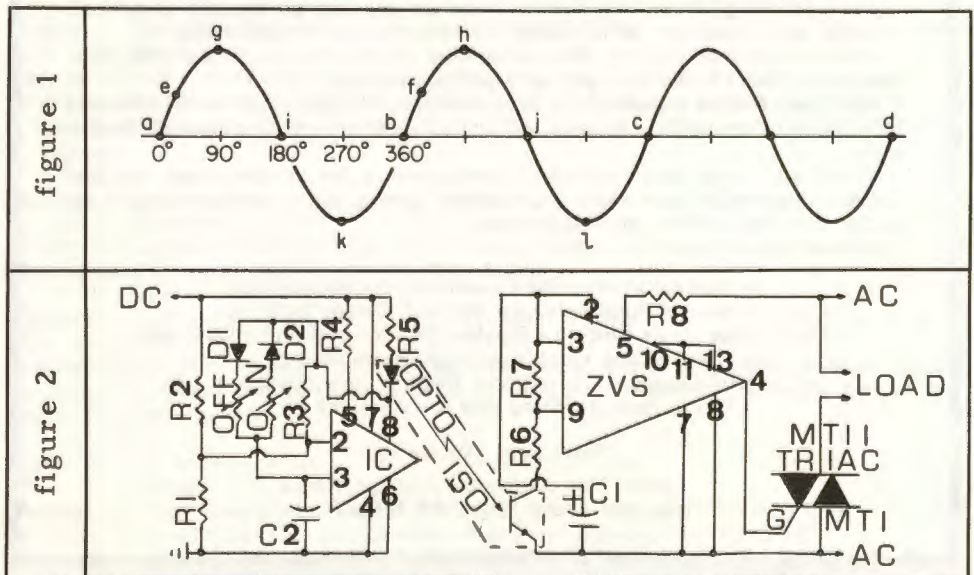 figure 1
g
h
e
f
a
i
b
j
c
d
0°
90°
180°
270°
360°
k
l
figure 2
DC
AC
R2
OFF
D1
ON
D2
R3
R4
R5
OPTO
ISO
R1
C2
2
3
5
7
8
IC
4
6
2
3
9
R7
R6
5
R8
10
11
13
ZVS
4
7
8
C1
LOAD
MTII
TRIAC
G
MT1
AC